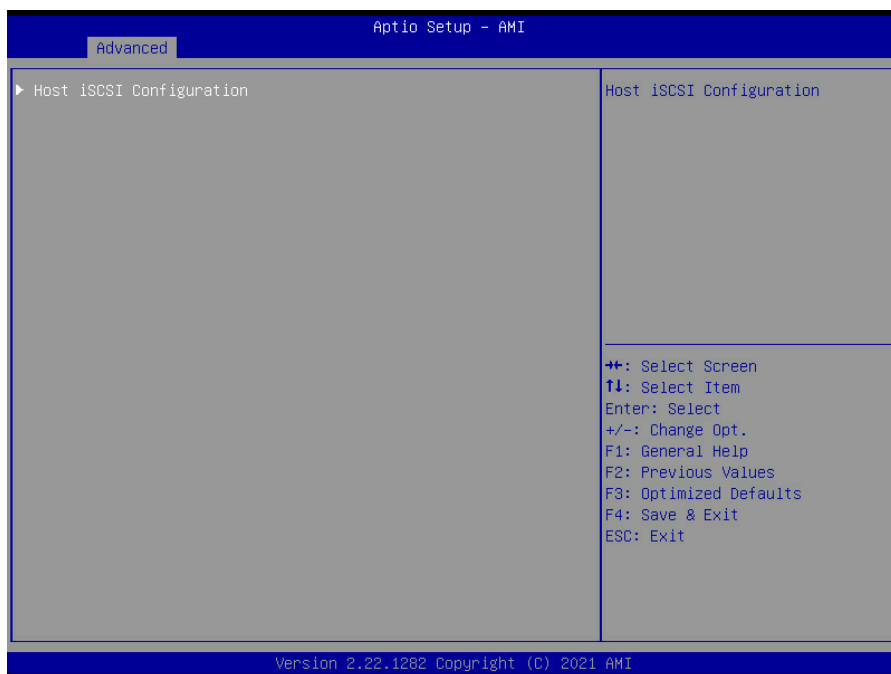 Aptio Setup – AMI
Advanced
▶ Host iSCSI Configuration
Host iSCSI Configuration
→←: Select Screen
↑↓: Select Item
Enter: Select
+/-: Change Opt.
F1: General Help
F2: Previous Values
F3: Optimized Defaults
F4: Save & Exit
ESC: Exit
Version 2.22.1282 Copyright (C) 2021 AMI